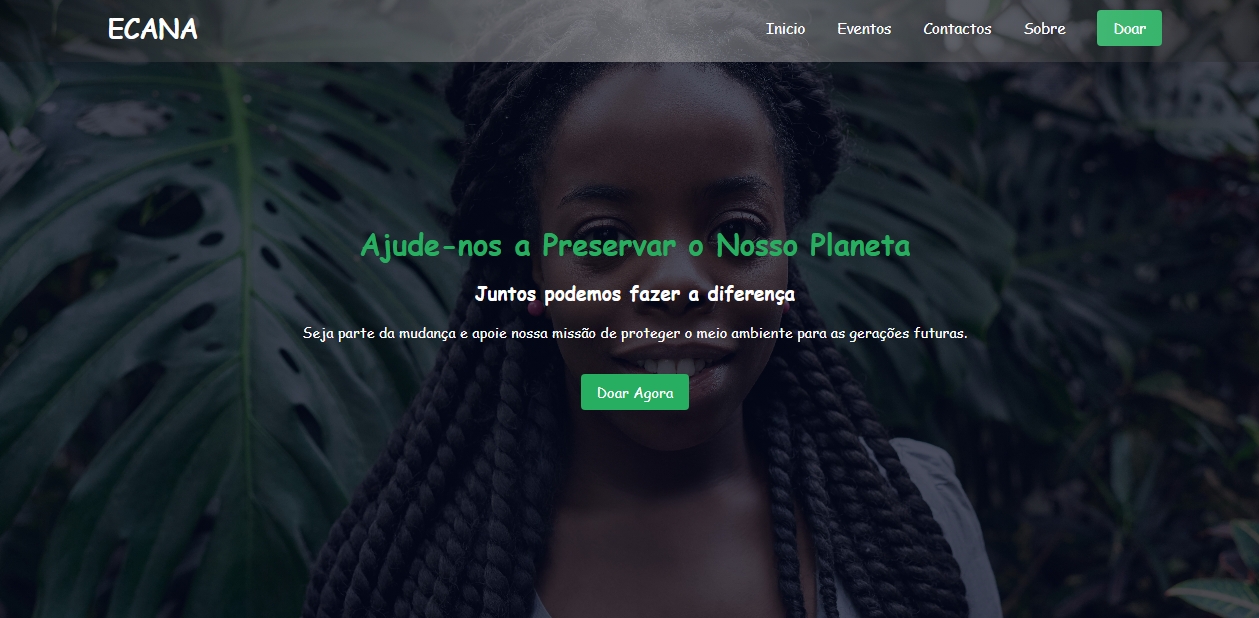 ECANA
Inicio Eventos Contactos Sobre Doar
Ajude-nos a Preservar o Nosso Planeta
Juntos podemos fazer a diferença
Seja parte da mudança e apoie nossa missão de proteger o meio ambiente para as gerações futuras.
Doar Agora